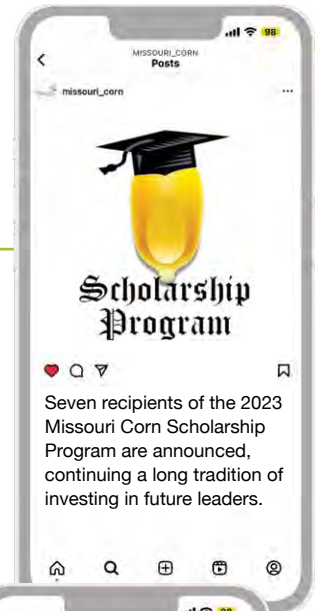 98
MISSOURI_CORN
Posts
missouri_corn
Scholarship
Program
Seven recipients of the 2023
Missouri Corn Scholarship
Program are announced,
continuing a long tradition of
investing in future leaders.